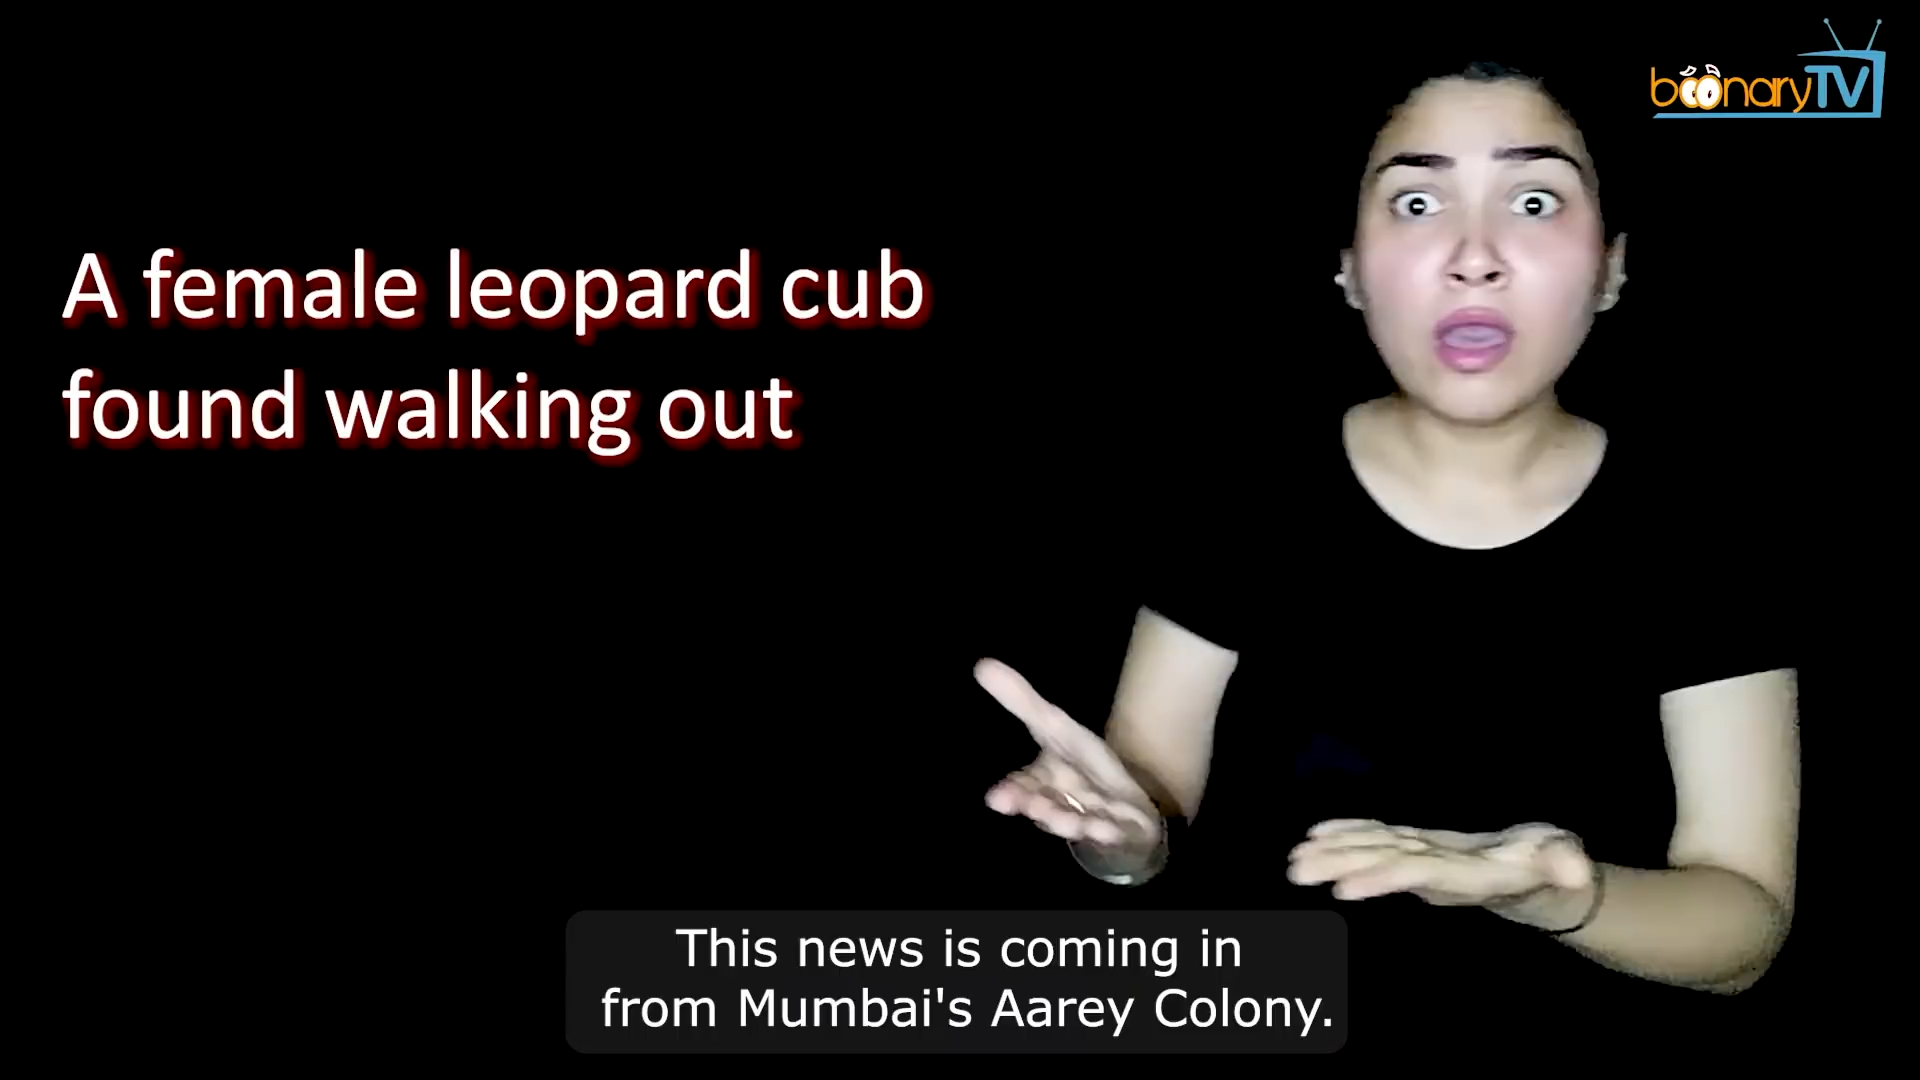 boonaryTV
A female leopard cub
found walking out
This news is coming in
from Mumbai's Aarey Colony.